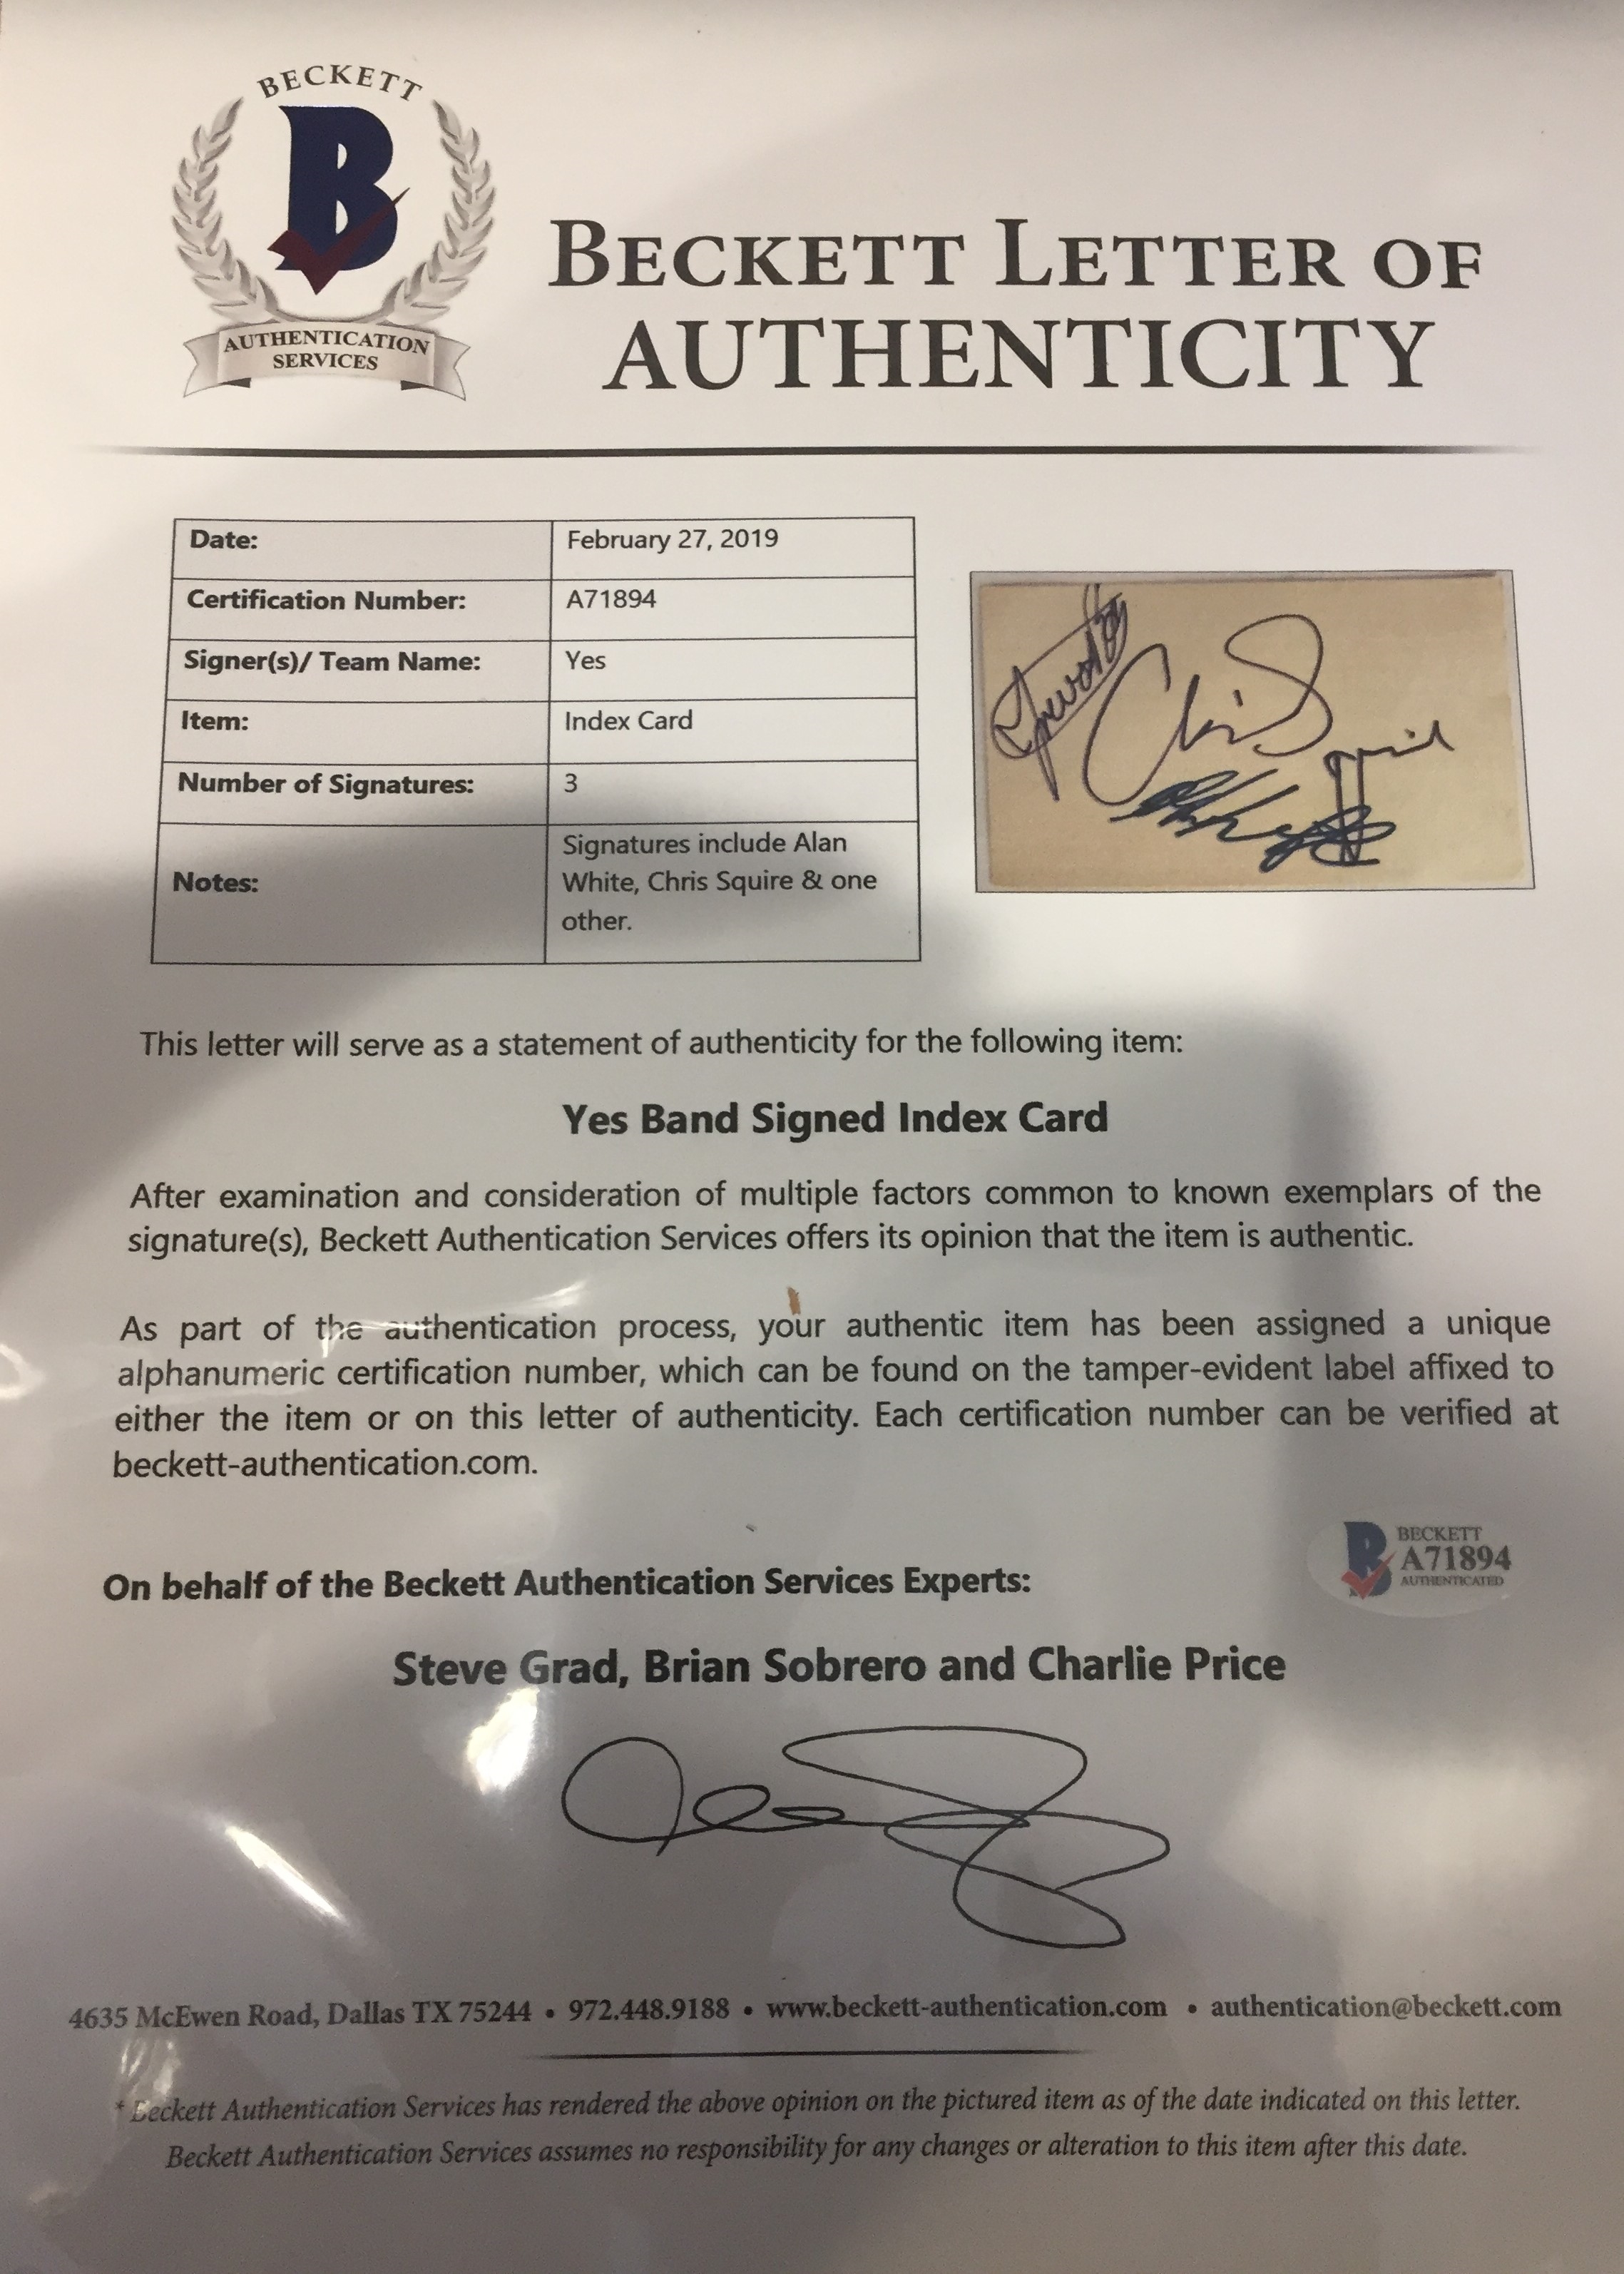 BECKETT
B
AUTHENTICATION
SERVICES
BECKETT LETTER OF
AUTHENTICITY
Date: February 27, 2019
Certification Number: A71894
Signer(s)/ Team Name: Yes
Item: Index Card
Number of Signatures: 3
Notes: Signatures include Alan
White, Chris Squire & one
other.
Chris
Squire
This letter will serve as a statement of authenticity for the following item:
Yes Band Signed Index Card
After examination and consideration of multiple factors common to known exemplars of the
signature(s), Beckett Authentication Services offers its opinion that the item is authentic.
As part of the authentication process, your authentic item has been assigned a unique
alphanumeric certification number, which can be found on the tamper-evident label affixed to
either the item or on this letter of authenticity. Each certification number can be verified at
beckett-authentication.com.
B
BECKETT
A71894
AUTHENTICATED
On behalf of the Beckett Authentication Services Experts:
Steve Grad, Brian Sobrero and Charlie Price
4635 McEwen Road, Dallas TX 75244 • 972.448.9188 • www.beckett-authentication.com • authentication@beckett.com
* Beckett Authentication Services has rendered the above opinion on the pictured item as of the date indicated on this letter.
Beckett Authentication Services assumes no responsibility for any changes or alteration to this item after this date.